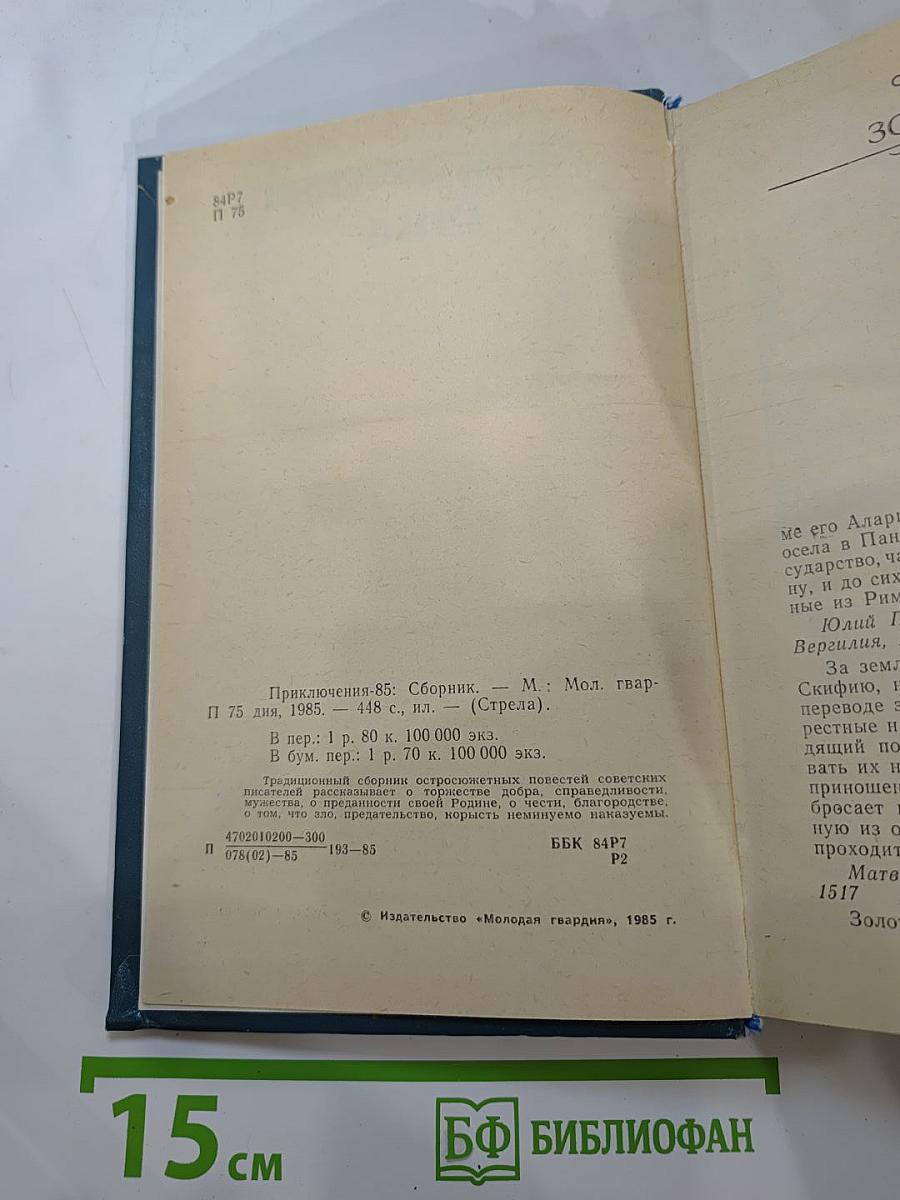 84Р7
П 75
Приключения-85: Сборник. — М.: Мол. гвар-
П 75 дия, 1985. — 448 с., ил. — (Стрела).
В пер.: 1 р. 80 к. 100 000 экз.
В бум. пер.: 1 р. 70 к. 100 000 экз.
Традиционный сборник остросюжетных повестей советских
писателей рассказывает о торжестве добра, справедливости,
мужества, о преданности своей Родине, о чести, благородстве,
о том, что зло, предательство, корысть неминуемо наказуемы.
П 4702010200—300
078(02)—85 193—85
ББК 84Р7
Р2
© Издательство «Молодая гвардия», 1985 г.
ЗО
ме его Алари
осела в Пан
сударство, ча
ну, и до сих
ные из Рим
Юлий П
Вергилия,
За земл
Скифию, н
переводе з
рестные н
дящий по
вать их н
приношен
бросает
ную из о
проходит
Матв
1517
Золо
15 см
БФ БИБЛИОФАН